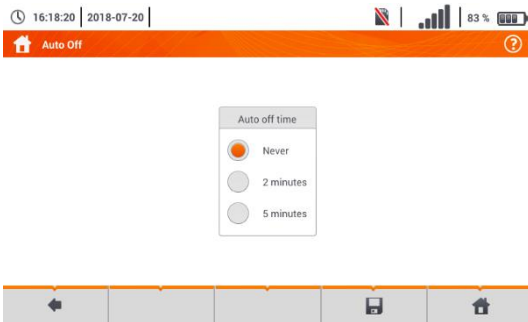 16:18:20 2018-07-20 83 %
Auto Off ?
Auto off time
Never
2 minutes
5 minutes